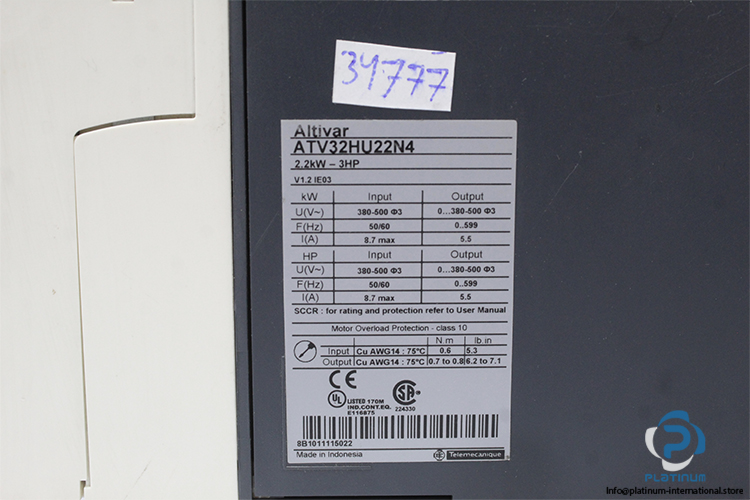 34777
Altivar
ATV32HU22N4
2.2kW - 3HP
V1.2 IE03
kW Input Output
U(V~) 380-500 Φ3 0...380-500 Φ3
F(Hz) 50/60 0..599
I(A) 8.7 max 5.5
HP Input Output
U(V~) 380-500 Φ3 0...380-500 Φ3
F(Hz) 50/60 0..599
I(A) 8.7 max 5.5
SCCR : for rating and protection refer to User Manual
Motor Overload Protection - class 10
N.m lb.in
Input Cu AWG14 : 75°C 0.6 5.3
Output Cu AWG14 : 75°C 0.7 to 0.8 6.2 to 7.1
CE
UL LISTED 170M
IND.CONT.EQ.
E116875
SA
224330
8B1011115022
Made in Indonesia
Telemecanique
PLATINUM
Info@platinum-international.store